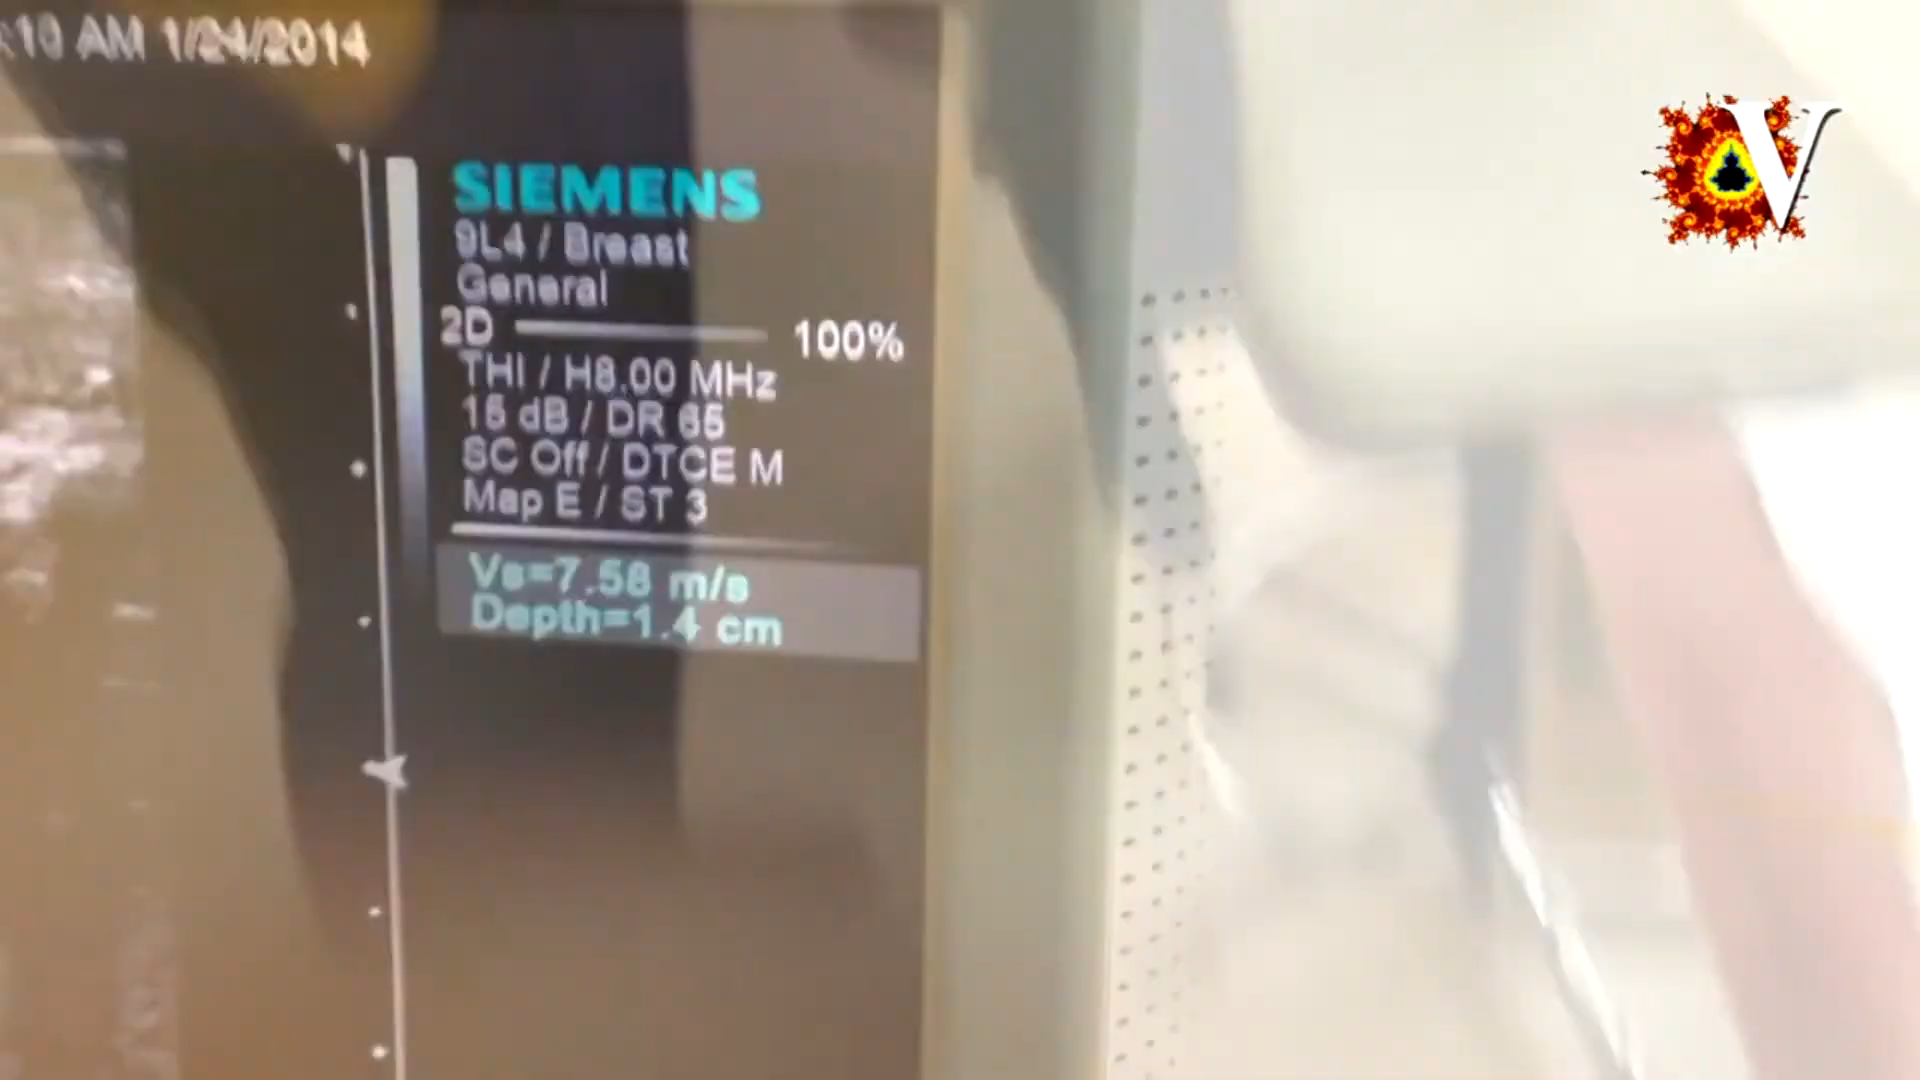 :10 AM 1/24/2014
SIEMENS
9L4 / Breast
General
2D 100%
THI / H8.00 MHz
15 dB / DR 65
SC Off / DTCE M
Map E / ST 3
Vs=7.58 m/s
Depth=1.4 cm
V